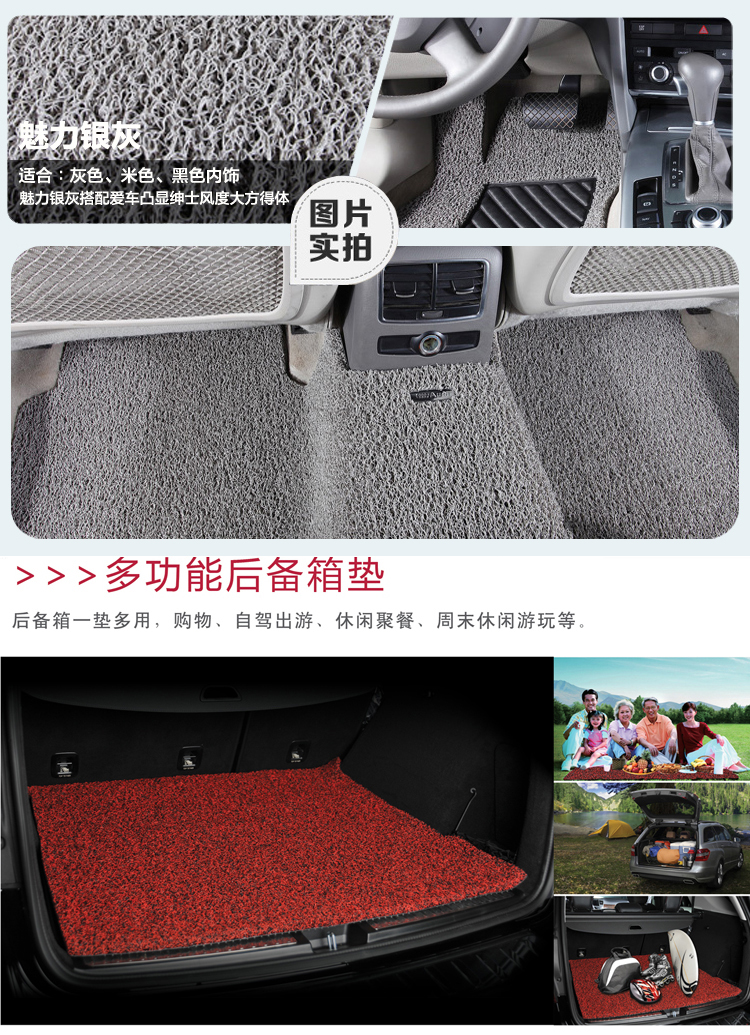 魅力银灰
适合：灰色、米色、黑色内饰
魅力银灰搭配爱车凸显绅士风度大方得体
图片
实拍
>>>多功能后备箱垫
后备箱一垫多用，购物、自驾出游、休闲聚餐、周末休闲游玩等。